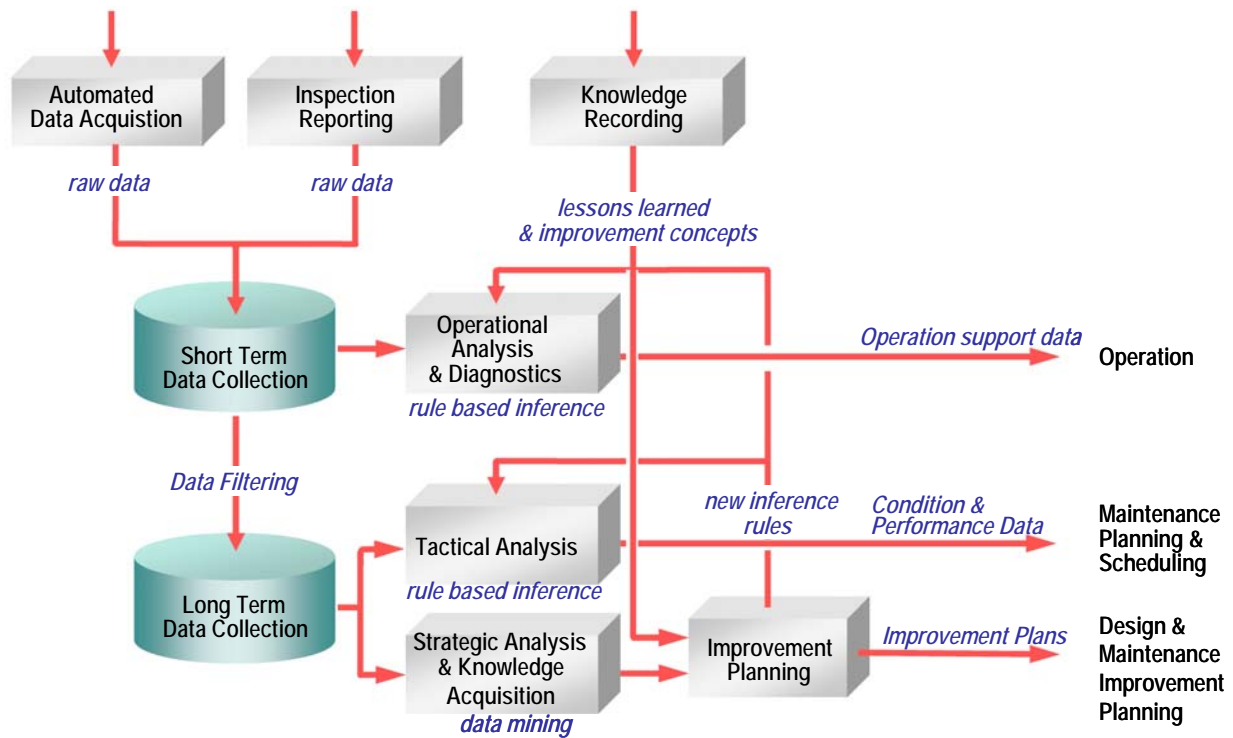 Automated
Data Acquistion
Inspection
Reporting
Knowledge
Recording
raw data
raw data
lessons learned
& improvement concepts
Short Term
Data Collection
Operational
Analysis
& Diagnostics
rule based inference
Operation support data
Operation
Data Filtering
Long Term
Data Collection
Tactical Analysis
rule based inference
new inference
rules
Condition &
Performance Data
Maintenance
Planning &
Scheduling
Strategic Analysis
& Knowledge
Acquisition
data mining
Improvement
Planning
Improvement Plans
Design &
Maintenance
Improvement
Planning